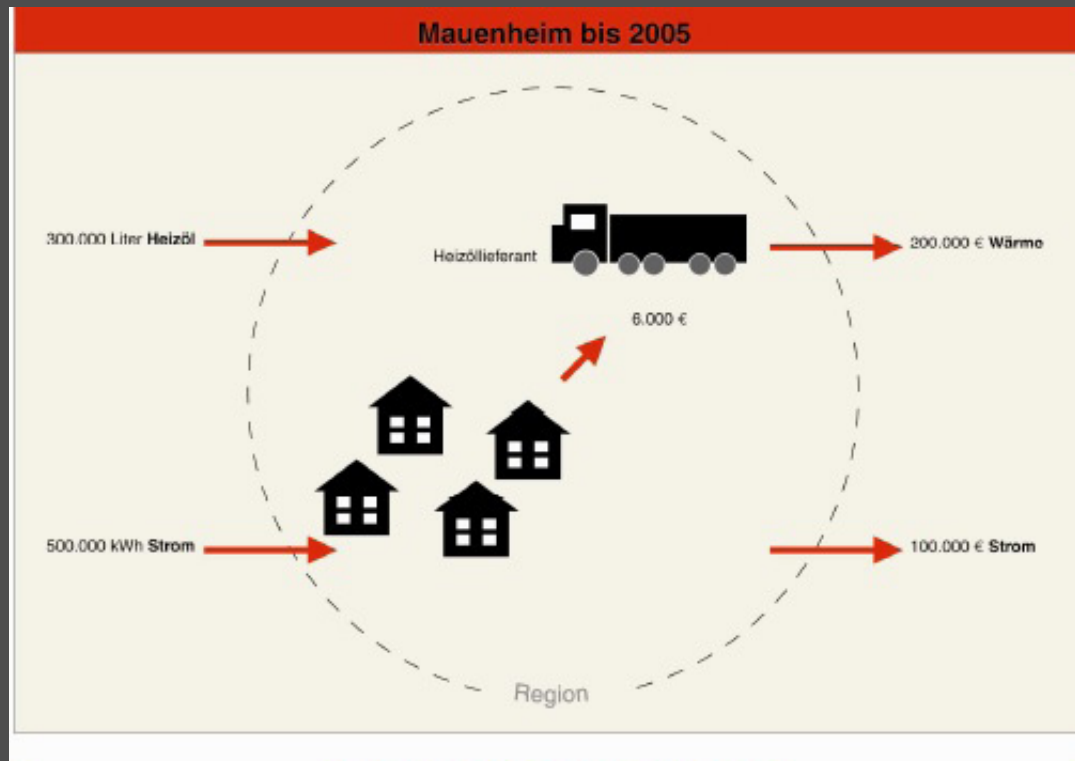 Mauenheim bis 2005
300.000 Liter Heizöl
Heizöllieferant
200.000 € Wärme
6.000 €
500.000 kWh Strom
100.000 € Strom
Region